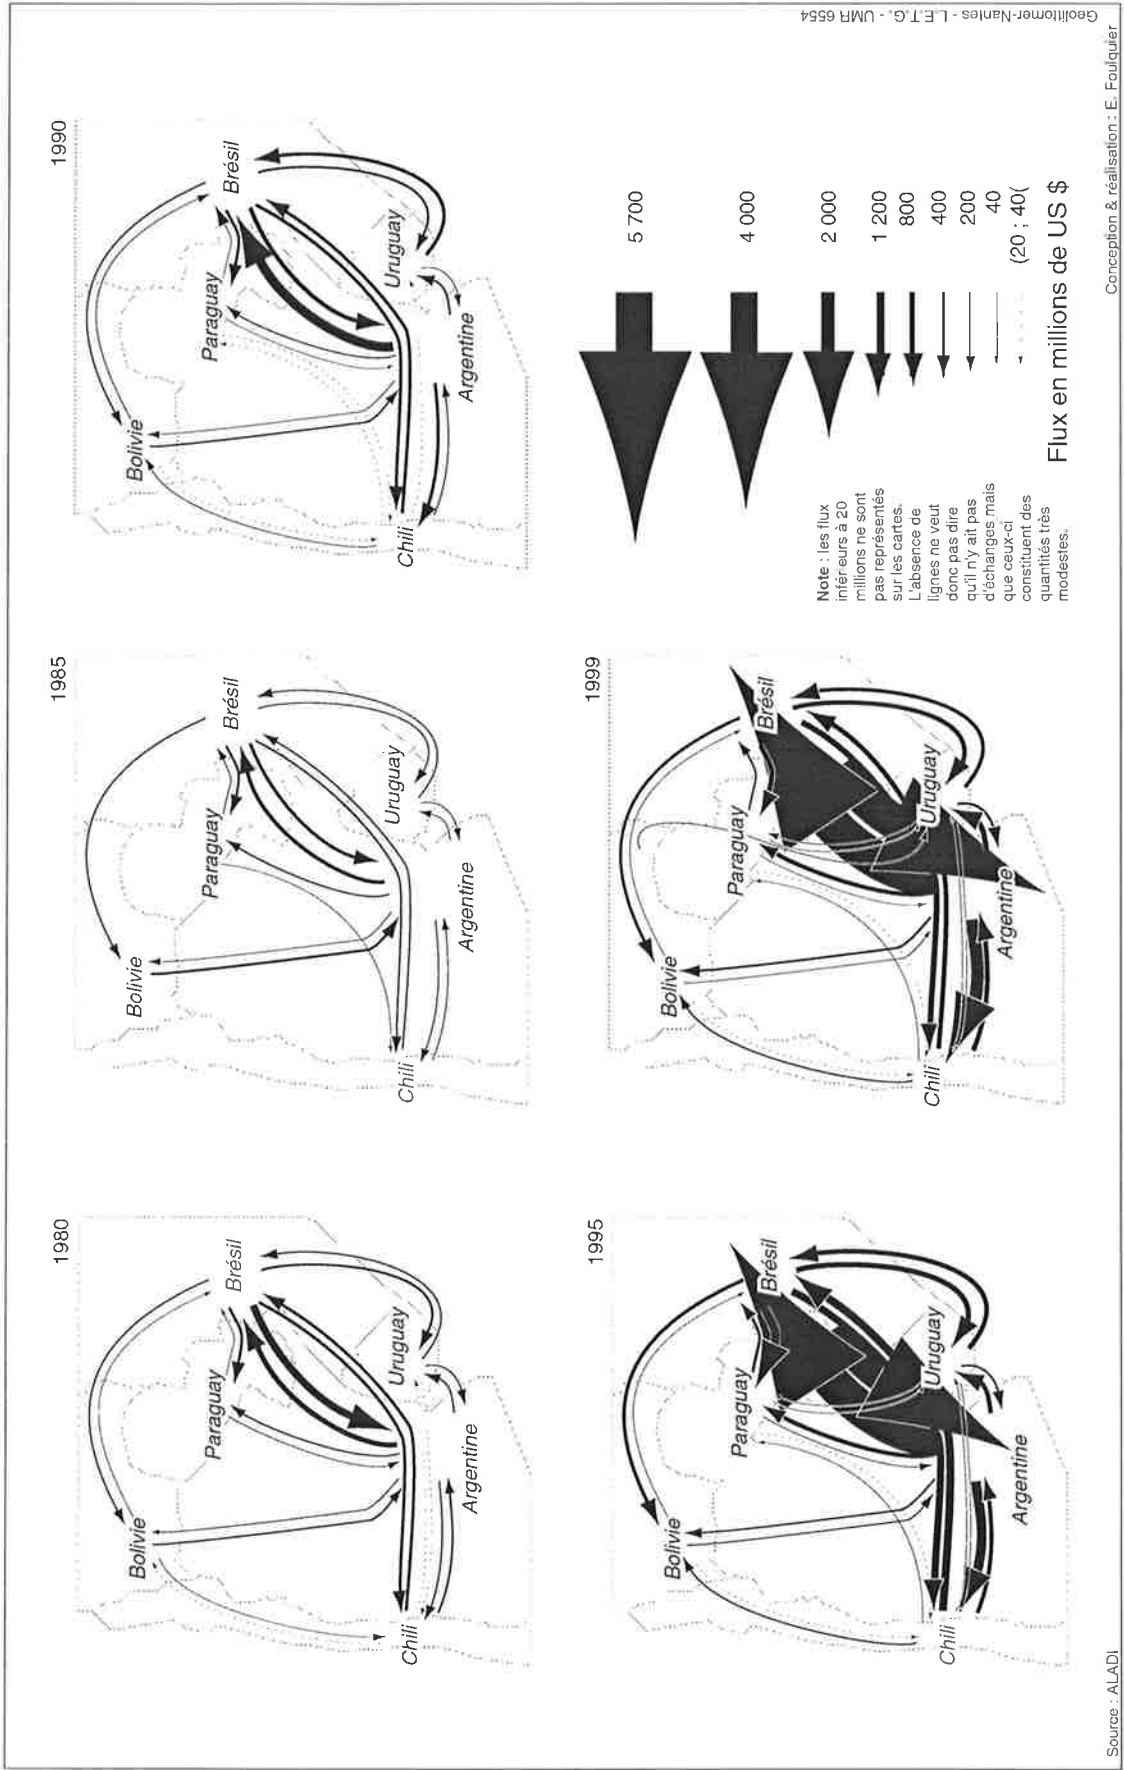 1980
Brésil
Bolivie
Paraguay
Uruguay
Chili
Argentine
1985
Brésil
Bolivie
Paraguay
Uruguay
Chili
Argentine
1990
Brésil
Bolivie
Paraguay
Uruguay
Chili
Argentine
1995
Brésil
Bolivie
Paraguay
Uruguay
Chili
Argentine
1999
Brésil
Bolivie
Paraguay
Uruguay
Chili
Argentine
5 700
4 000
2 000
1 200
800
400
200
40
(20 ; 40(
Flux en millions de US $
Note : les flux
inférieurs à 20
millions ne sont
pas représentés
sur les cartes.
L'absence de
lignes ne veut
donc pas dire
qu'il n'y ait pas
d'échanges mais
que ceux-ci
constituent des
quantités très
modestes.
Source : ALADI
Conception & réalisation : E. Foulquier
Geolittomer-Nantes - L.E.T.G. - UMR 6554